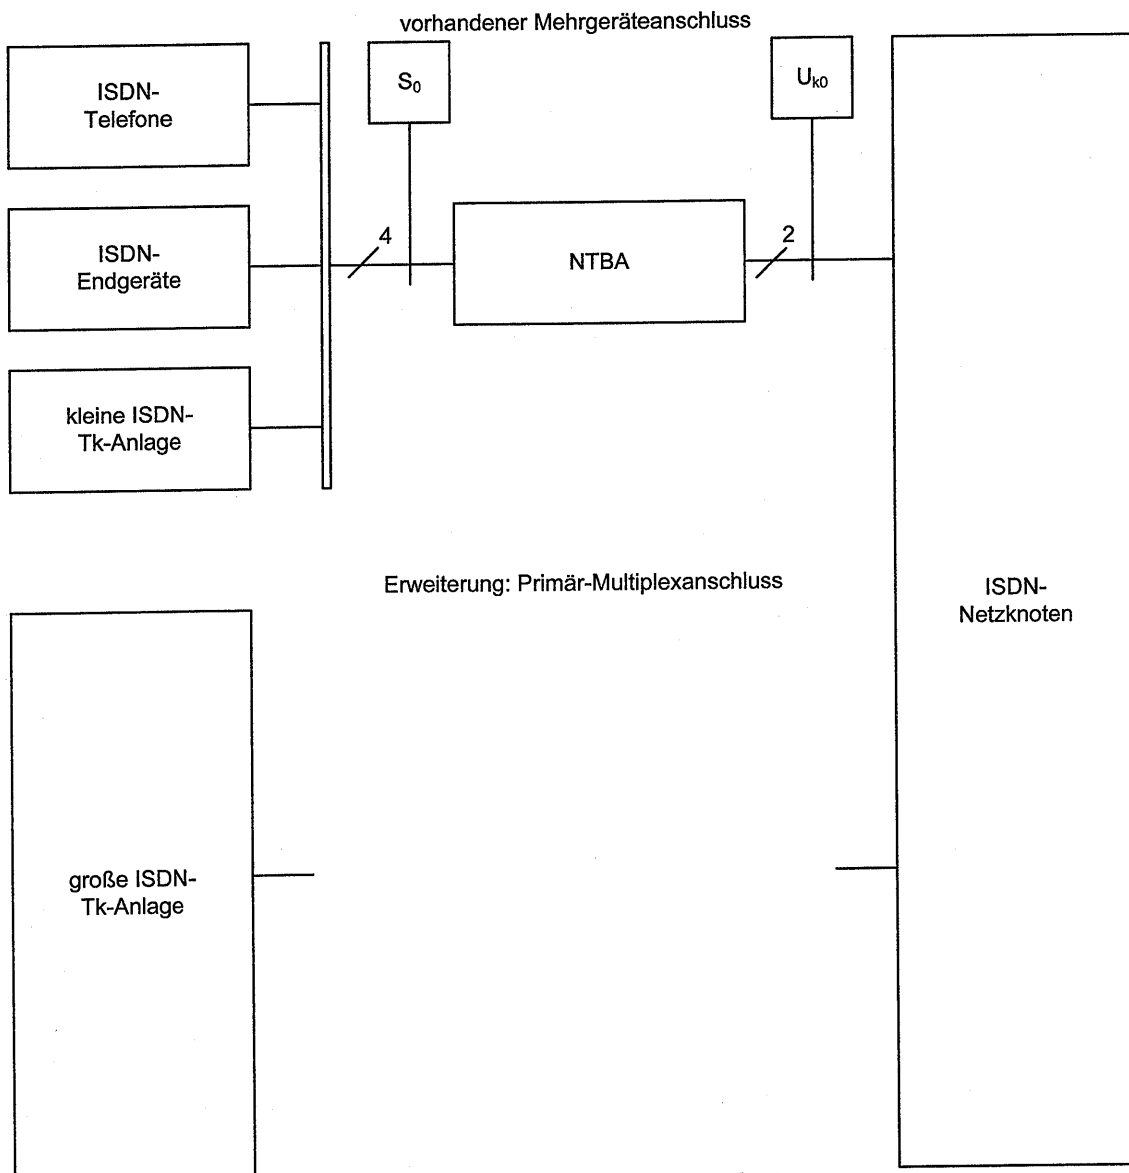 vorhandener Mehrgeräteanschluss
ISDN-
Telefone
S₀
Uₖ₀
4
2
ISDN-
Endgeräte
NTBA
kleine ISDN-
Tk-Anlage
Erweiterung: Primär-Multiplexanschluss
ISDN-
Netzknoten
große ISDN-
Tk-Anlage